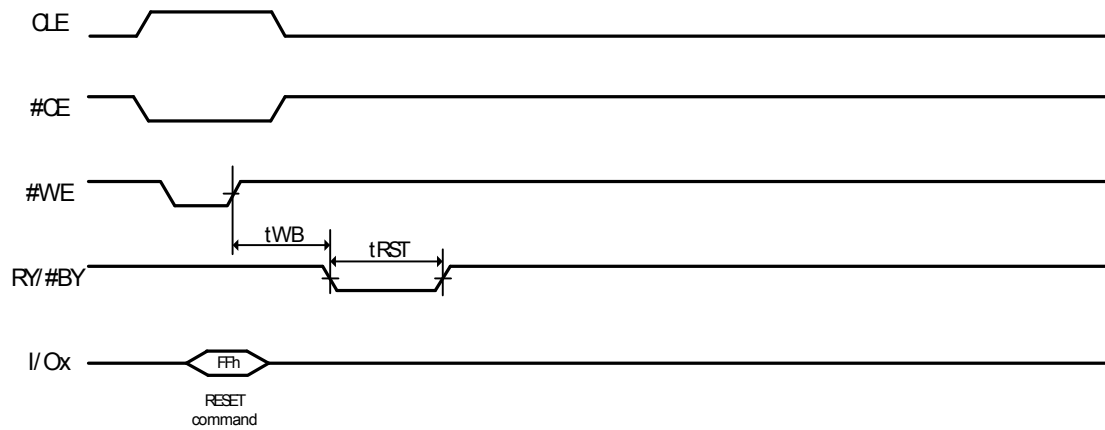 CLE
#CE
#WE
tWB
tRST
RY/#BY
I/Ox
FFh
RESET
command